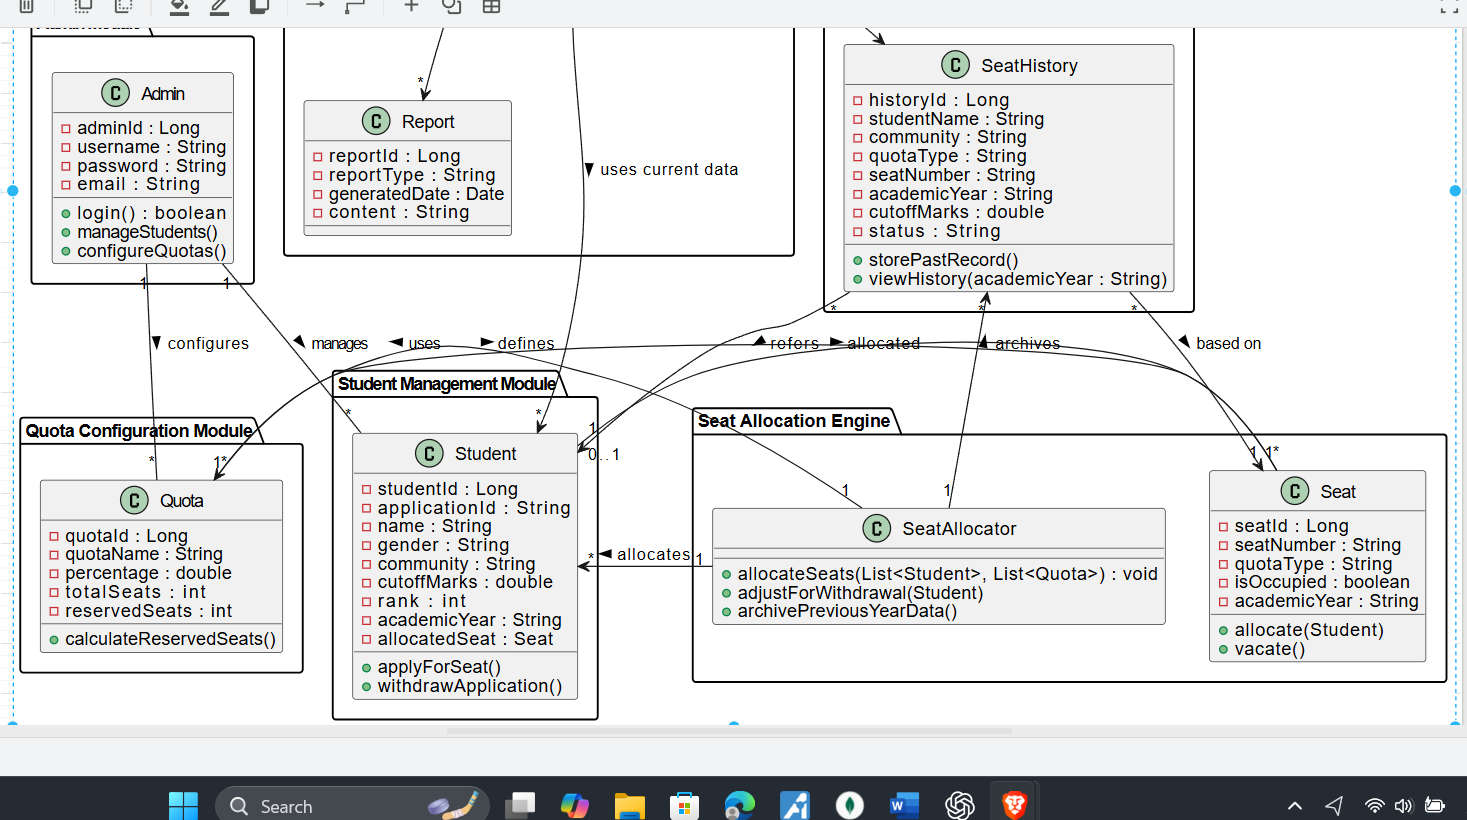 Admin Module
C Admin
adminId : Long
username : String
password : String
email : String
login() : boolean
manageStudents()
configureQuotas()
*
C Report
reportId : Long
reportType : String
generatedDate : Date
content : String
uses current data
C SeatHistory
historyId : Long
studentName : String
community : String
quotaType : String
seatNumber : String
academicYear : String
cutoffMarks : double
status : String
storePastRecord()
viewHistory(academicYear : String)
1
1
*
*
*
configures
manages
uses
defines
refers
allocated
archives
based on
Quota Configuration Module
*
1*
C Quota
quotaId : Long
quotaName : String
percentage : double
totalSeats : int
reservedSeats : int
calculateReservedSeats()
Student Management Module
*
*
1
0..1
C Student
studentId : Long
applicationId : String
name : String
gender : String
community : String
cutoffMarks : double
rank : int
academicYear : String
allocatedSeat : Seat
applyForSeat()
withdrawApplication()
* allocates 1
Seat Allocation Engine
1
1
1 1*
C SeatAllocator
allocateSeats(List<Student>, List<Quota>) : void
adjustForWithdrawal(Student)
archivePreviousYearData()
C Seat
seatId : Long
seatNumber : String
quotaType : String
isOccupied : boolean
academicYear : String
allocate(Student)
vacate()
Search
W